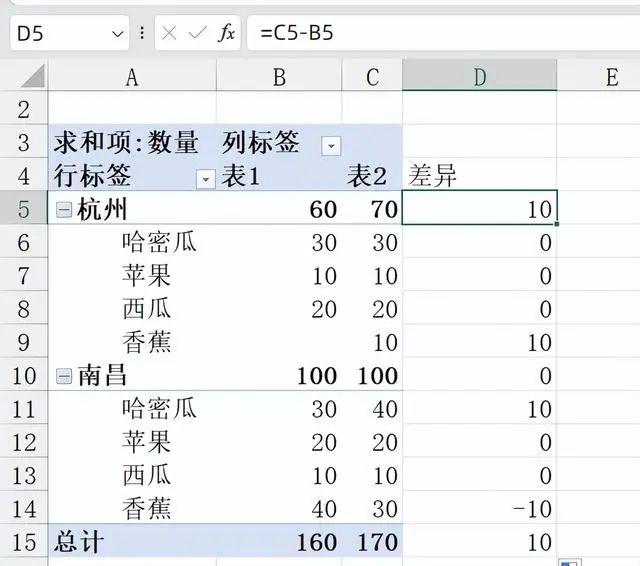 D5 fx =C5-B5
A B C D E
2
3 求和项:数量 列标签
4 行标签 表1 表2 差异
5 杭州 60 70 10
6 哈密瓜 30 30 0
7 苹果 10 10 0
8 西瓜 20 20 0
9 香蕉 10 10
10 南昌 100 100 0
11 哈密瓜 30 40 10
12 苹果 20 20 0
13 西瓜 10 10 0
14 香蕉 40 30 -10
15 总计 160 170 10